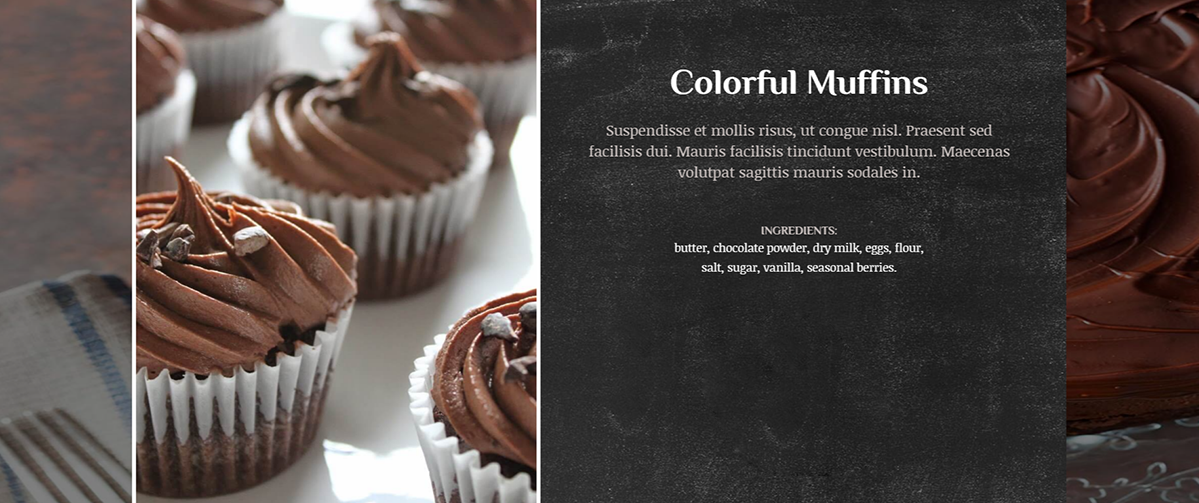 Colorful Muffins
Suspendisse et mollis risus, ut congue nisl. Praesent sed
facilisis dui. Mauris facilisis tincidunt vestibulum. Maecenas
volutpat sagittis mauris sodales in.
INGREDIENTS:
butter, chocolate powder, dry milk, eggs, flour,
salt, sugar, vanilla, seasonal berries.